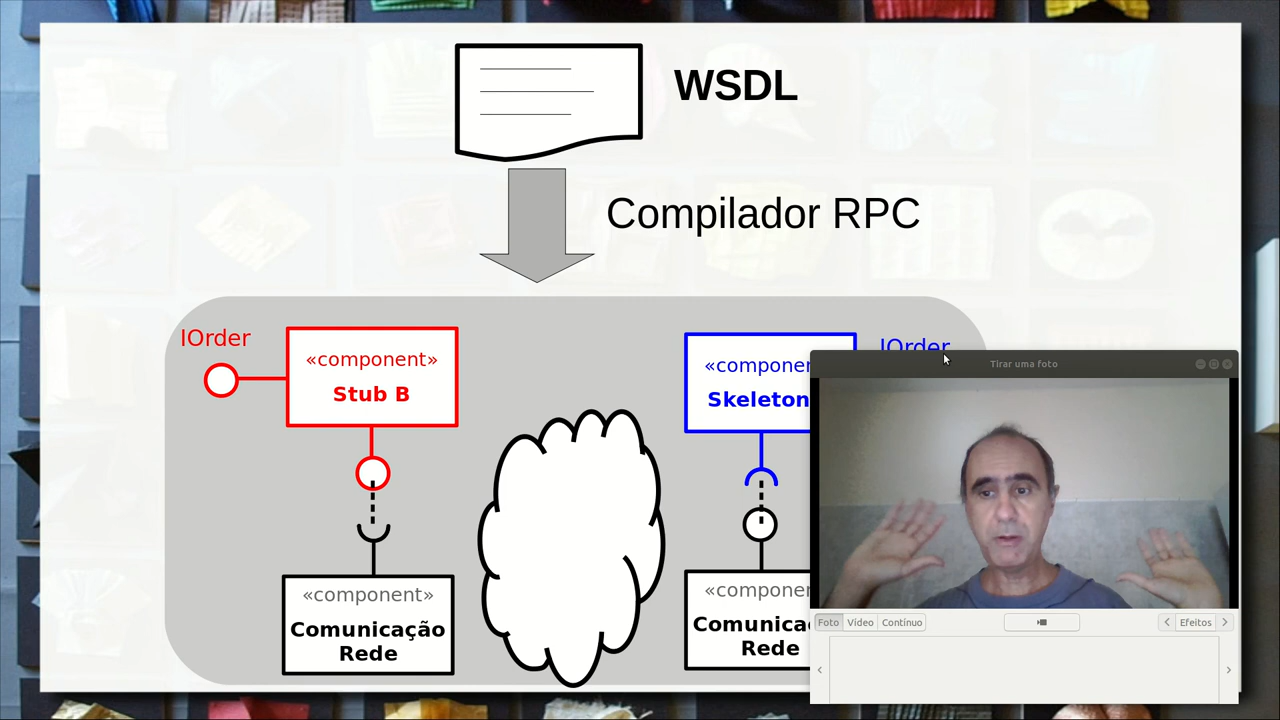 WSDL
Compilador RPC
IOrder
«component»
Stub B
IOrder
«componen
Skeleton
«component»
Comunicação
Rede
«componen
Comunica
Rede
Tirar uma foto
Foto
Vídeo
Contínuo
Efeitos